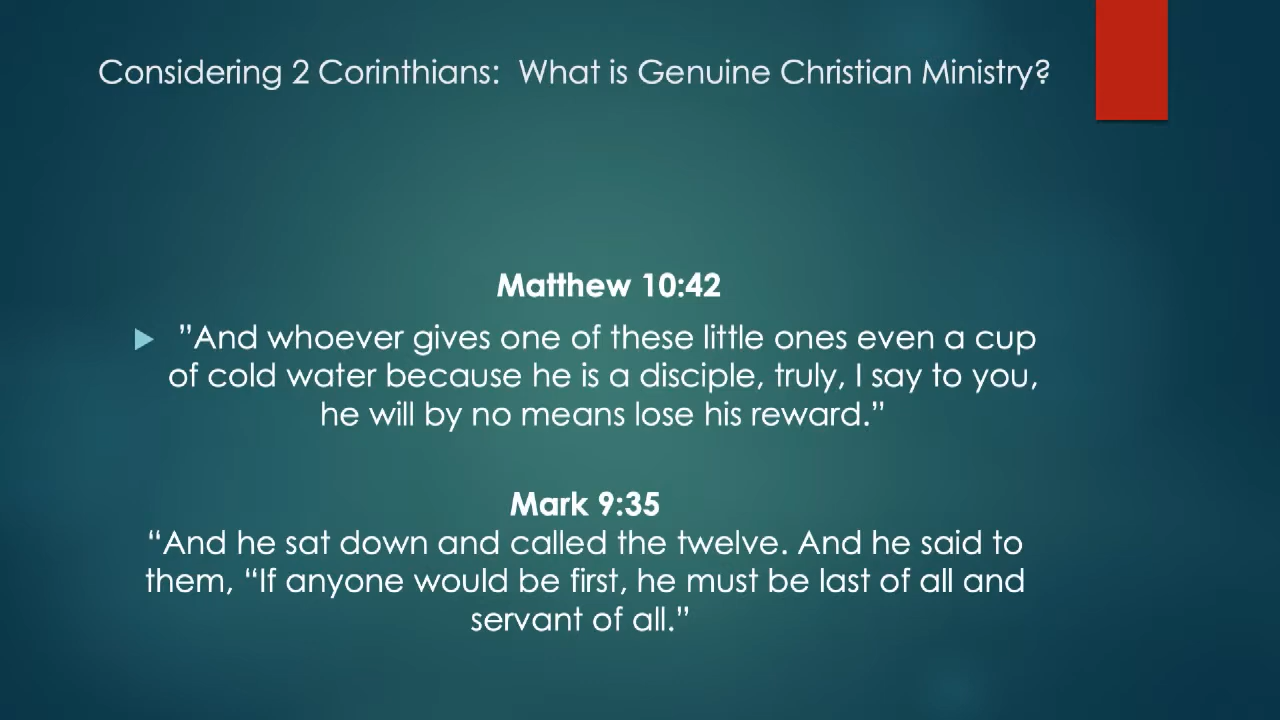 Considering 2 Corinthians:  What is Genuine Christian Ministry?
Matthew 10:42
”And whoever gives one of these little ones even a cup
of cold water because he is a disciple, truly, I say to you,
he will by no means lose his reward.”
Mark 9:35
“And he sat down and called the twelve. And he said to
them, “If anyone would be first, he must be last of all and
servant of all.”